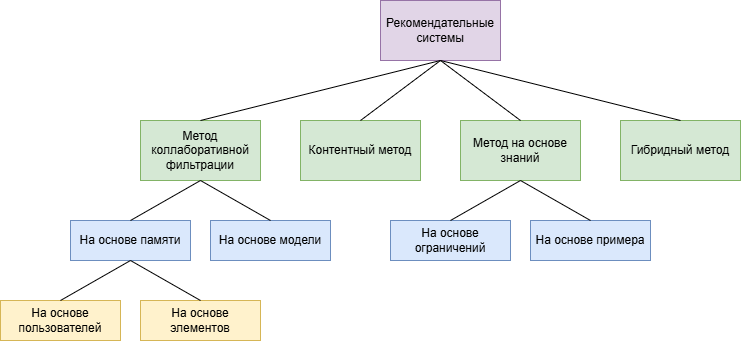 Рекомендательные
системы
Метод
коллаборативной
фильтрации
Контентный метод
Метод на основе
знаний
Гибридный метод
На основе памяти
На основе модели
На основе
ограничений
На основе примера
На основе
пользователей
На основе
элементов